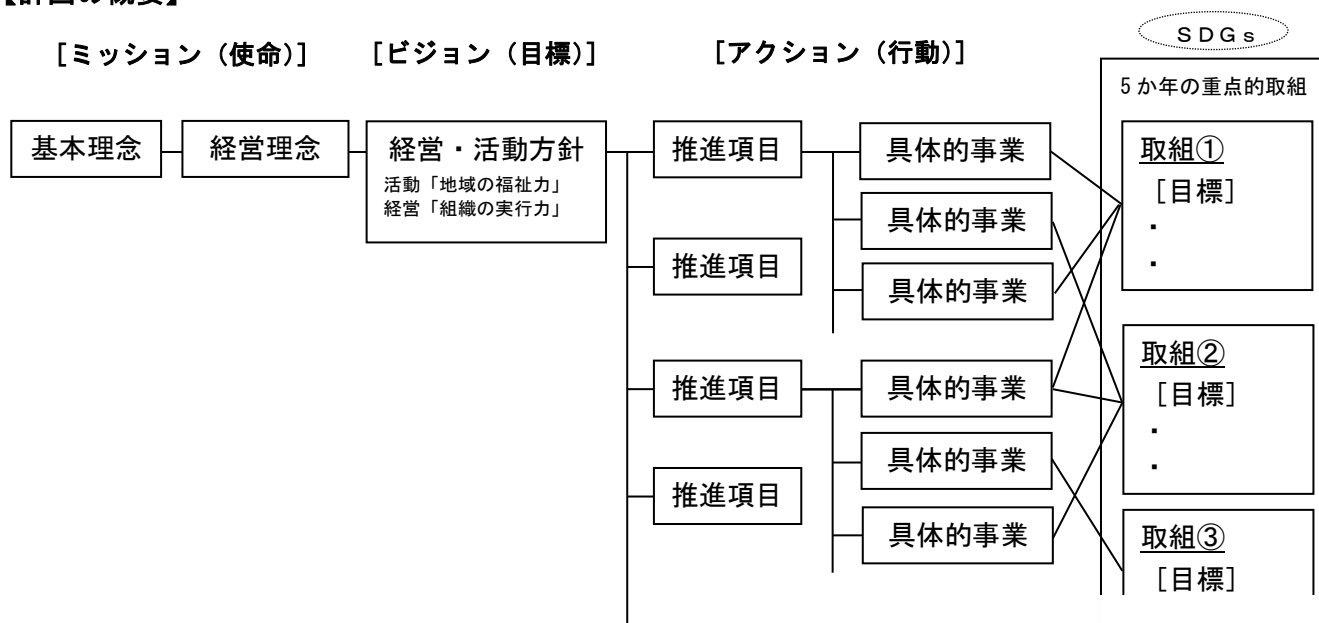 【計画の概要】
SDGs
[ミッション(使命)] [ビジョン(目標)] [アクション(行動)]
5か年の重点的取組
基本理念
経営理念
経営・活動方針
活動「地域の福祉力」
経営「組織の実行力」
推進項目
具体的事業
具体的事業
推進項目
具体的事業
推進項目
具体的事業
具体的事業
推進項目
具体的事業
取組①
[目標]
・
・
取組②
[目標]
・
・
取組③
[目標]